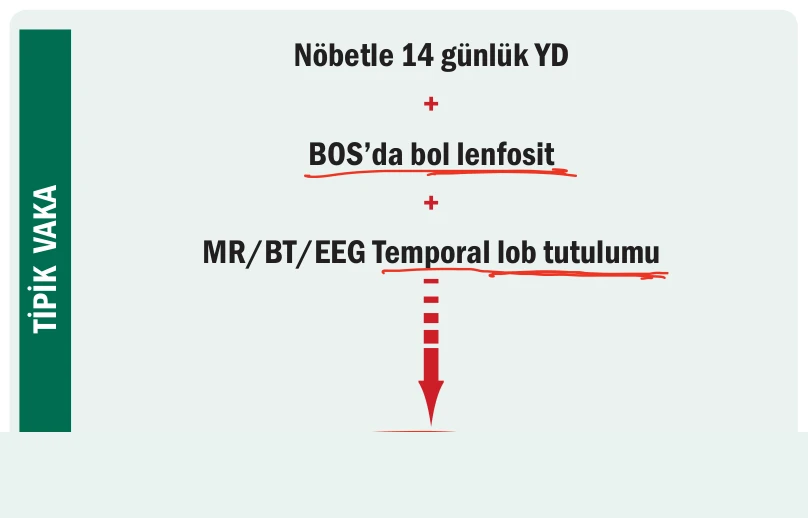 TİPİK VAKA
Nöbetle 14 günlük YD
+
BOS’da bol lenfosit
+
MR/BT/EEG Temporal lob tutulumu